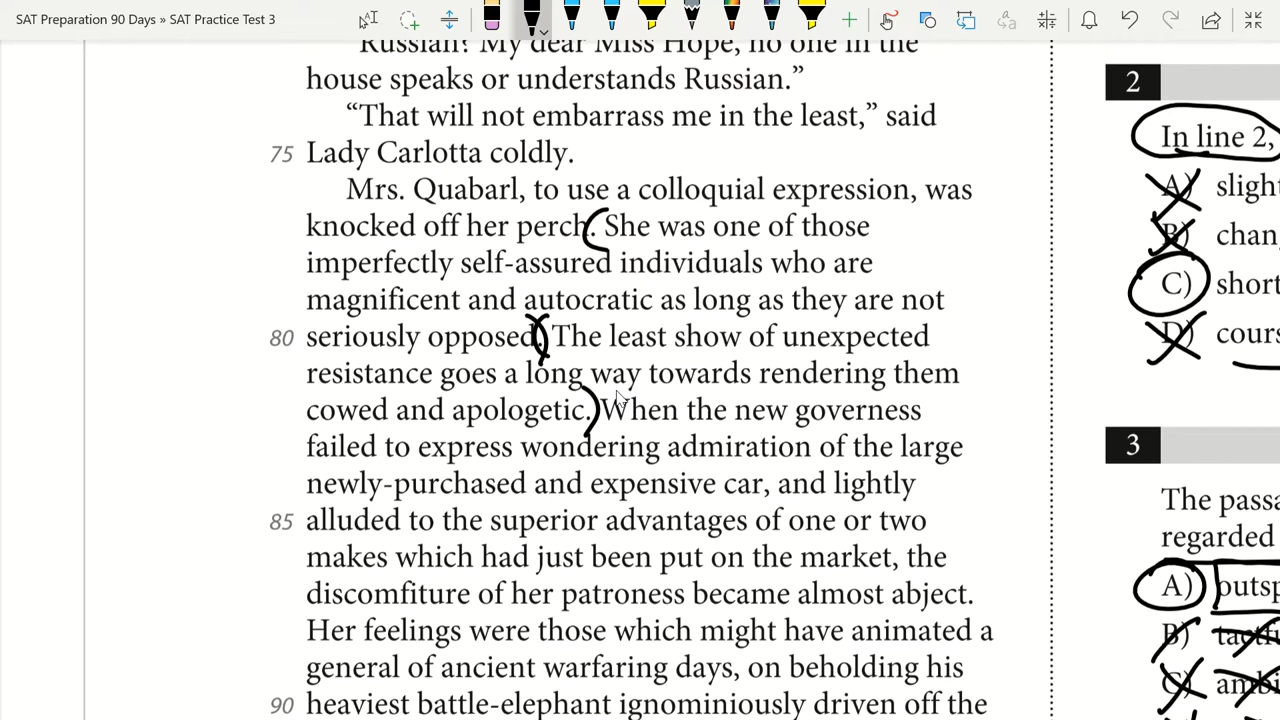 SAT Preparation 90 Days » SAT Practice Test 3
Russian? My dear Miss Hope, no one in the
house speaks or understands Russian.”
“That will not embarrass me in the least,” said
75 Lady Carlotta coldly.
Mrs. Quabarl, to use a colloquial expression, was
knocked off her perch. She was one of those
imperfectly self-assured individuals who are
magnificent and autocratic as long as they are not
80 seriously opposed. The least show of unexpected
resistance goes a long way towards rendering them
cowed and apologetic. When the new governess
failed to express wondering admiration of the large
newly-purchased and expensive car, and lightly
85 alluded to the superior advantages of one or two
makes which had just been put on the market, the
discomfiture of her patroness became almost abject.
Her feelings were those which might have animated a
general of ancient warfaring days, on beholding his
90 heaviest battle-elephant ignominiously driven off the
2
In line 2,
A) slight
B) chan
C) short
D) cours
3
The passa
regarded
A) outsp
B) tactfu
C) ambi